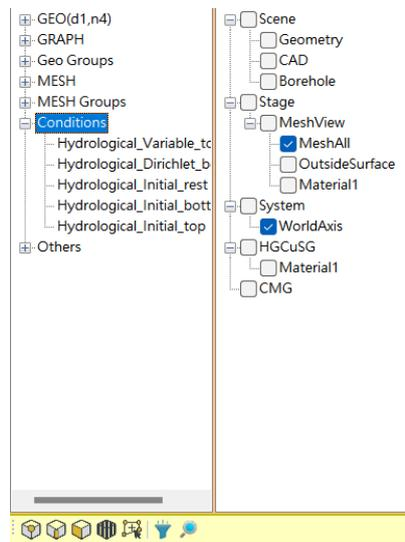 GEO(d1,n4)
GRAPH
Geo Groups
MESH
MESH Groups
Conditions
Hydrological_Variable_to
Hydrological_Dirichlet_b
Hydrological_Initial_rest
Hydrological_Initial_bott
Hydrological_Initial_top
Others
Scene
Geometry
CAD
Borehole
Stage
MeshView
MeshAll
OutsideSurface
Material1
System
WorldAxis
HGCuSG
Material1
CMG